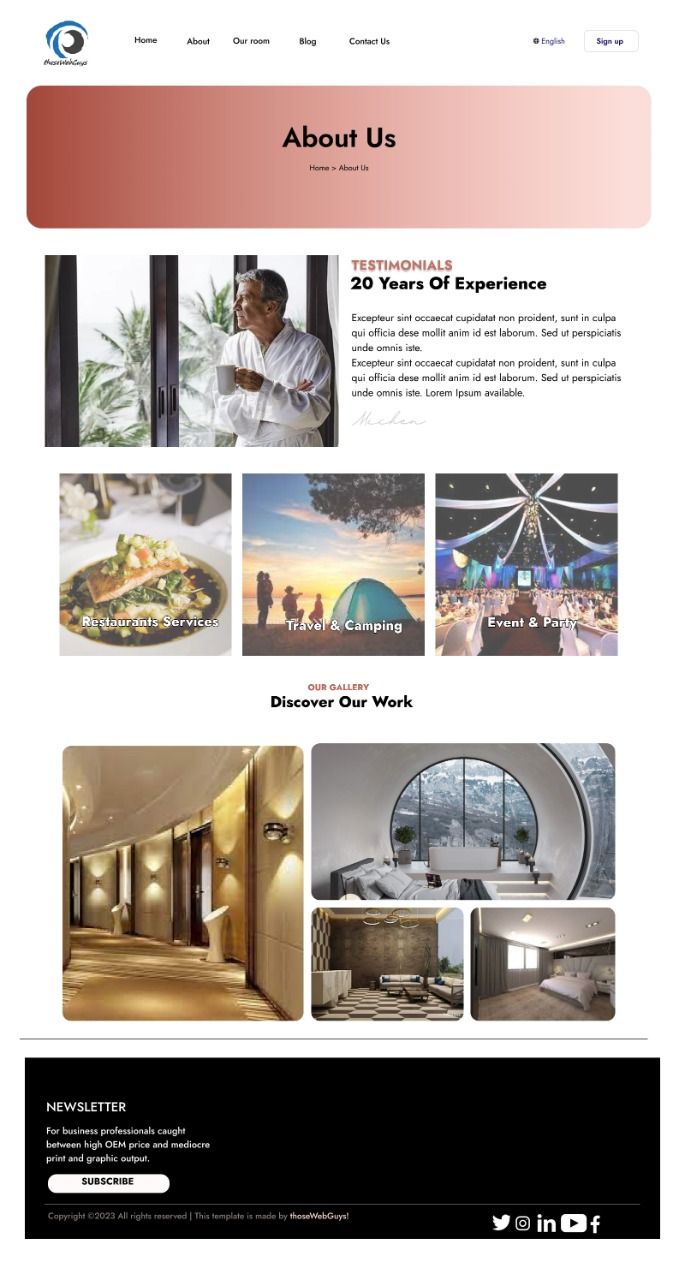 thoseWebGuys
Home About Our room Blog Contact Us English Sign up
About Us
Home > About Us
TESTIMONIALS
20 Years Of Experience
Excepteur sint occaecat cupidatat non proident, sunt in culpa
qui officia dese mollit anim id est laborum. Sed ut perspiciatis
unde omnis iste.
Excepteur sint occaecat cupidatat non proident, sunt in culpa
qui officia dese mollit anim id est laborum. Sed ut perspiciatis
unde omnis iste. Lorem Ipsum available.
Restaurants Services
Travel & Camping
Event & Party
OUR GALLERY
Discover Our Work
NEWSLETTER
For business professionals caught
between high OEM price and mediocre
print and graphic output.
SUBSCRIBE
Copyright ©2023 All rights reserved | This template is made by thoseWebGuys!